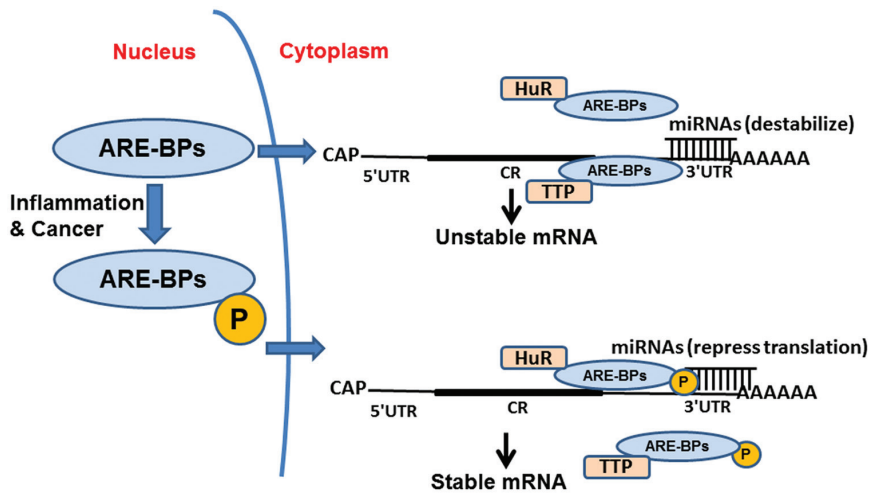 Nucleus
Cytoplasm
ARE-BPs
Inflammation
& Cancer
ARE-BPs
P
HuR
ARE-BPs
miRNAs (destabilize)
CAP
AAAAAA
5'UTR
CR
ARE-BPs
3'UTR
TTP
Unstable mRNA
HuR
ARE-BPs
P
miRNAs (repress translation)
CAP
AAAAAA
5'UTR
CR
3'UTR
ARE-BPs
P
TTP
Stable mRNA